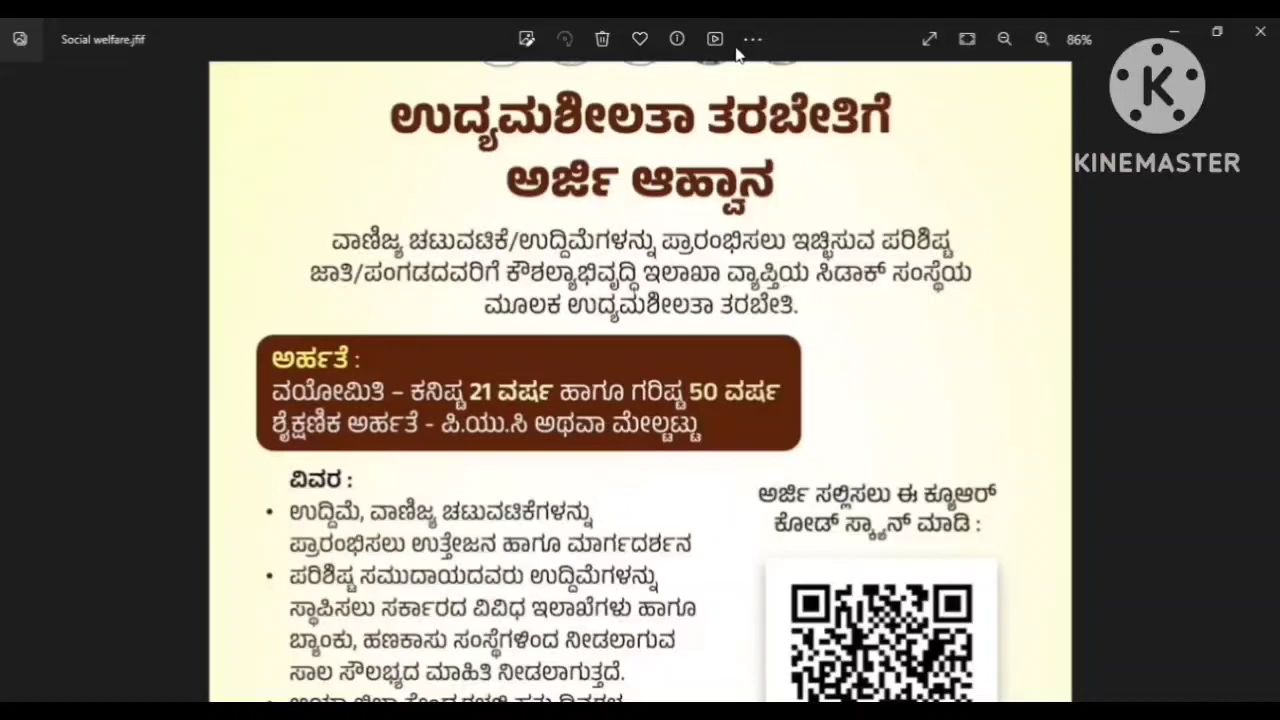 Social welfare.jfif
86%
K
KINEMASTER
ಉದ್ಯಮಶೀಲತಾ ತರಬೇತಿಗೆ
ಅರ್ಜಿ ಆಹ್ವಾನ
ವಾಣಿಜ್ಯ ಚಟುವಟಿಕೆ/ಉದ್ದಿಮೆಗಳನ್ನು ಪ್ರಾರಂಭಿಸಲು ಇಚ್ಛಿಸುವ ಪರಿಶಿಷ್ಟ
ಜಾತಿ/ಪಂಗಡದವರಿಗೆ ಕೌಶಲ್ಯಾಭಿವೃದ್ಧಿ ಇಲಾಖಾ ವ್ಯಾಪ್ತಿಯ ಸಿಡಾಕ್ ಸಂಸ್ಥೆಯ
ಮೂಲಕ ಉದ್ಯಮಶೀಲತಾ ತರಬೇತಿ.
ಅರ್ಹತೆ :
ವಯೋಮಿತಿ – ಕನಿಷ್ಟ 21 ವರ್ಷ ಹಾಗೂ ಗರಿಷ್ಟ 50 ವರ್ಷ
ಶೈಕ್ಷಣಿಕ ಅರ್ಹತೆ - ಪಿ.ಯು.ಸಿ ಅಥವಾ ಮೇಲ್ಪಟ್ಟು
ವಿವರ :
• ಉದ್ದಿಮೆ, ವಾಣಿಜ್ಯ ಚಟುವಟಿಕೆಗಳನ್ನು
ಪ್ರಾರಂಭಿಸಲು ಉತ್ತೇಜನ ಹಾಗೂ ಮಾರ್ಗದರ್ಶನ
• ಪರಿಶಿಷ್ಟ ಸಮುದಾಯದವರು ಉದ್ದಿಮೆಗಳನ್ನು
ಸ್ಥಾಪಿಸಲು ಸರ್ಕಾರದ ವಿವಿಧ ಇಲಾಖೆಗಳು ಹಾಗೂ
ಬ್ಯಾಂಕು, ಹಣಕಾಸು ಸಂಸ್ಥೆಗಳಿಂದ ನೀಡಲಾಗುವ
ಸಾಲ ಸೌಲಭ್ಯದ ಮಾಹಿತಿ ನೀಡಲಾಗುತ್ತದೆ.
ಅರ್ಜಿ ಸಲ್ಲಿಸಲು ಈ ಕ್ಯೂಆರ್
ಕೋಡ್ ಸ್ಕ್ಯಾನ್ ಮಾಡಿ :